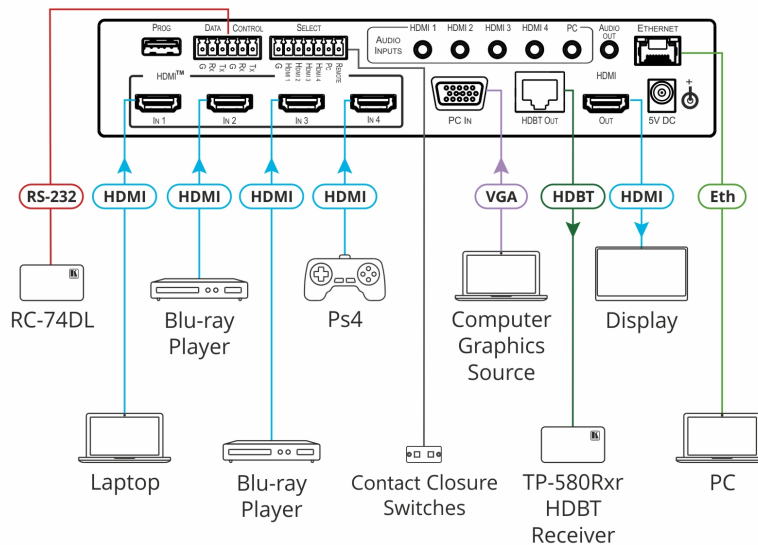 PROG
DATA CONTROL
SELECT
AUDIO INPUTS
HDMI 1
HDMI 2
HDMI 3
HDMI 4
PC
AUDIO OUT
ETHERNET
G Rx Tx G Rx Tx
G HDMI 1 HDMI 2 HDMI 3 HDMI 4 PC REMOTE
HDMI™
IN 1
IN 2
IN 3
IN 4
PC IN
HDBT OUT
HDMI
OUT
5V DC
+
RS-232
HDMI
HDMI
HDMI
HDMI
VGA
HDBT
HDMI
Eth
K
RC-74DL
Blu-ray
Player
Ps4
Computer
Graphics
Source
Display
Laptop
Blu-ray
Player
Contact Closure
Switches
K
TP-580Rxr
HDBT
Receiver
PC